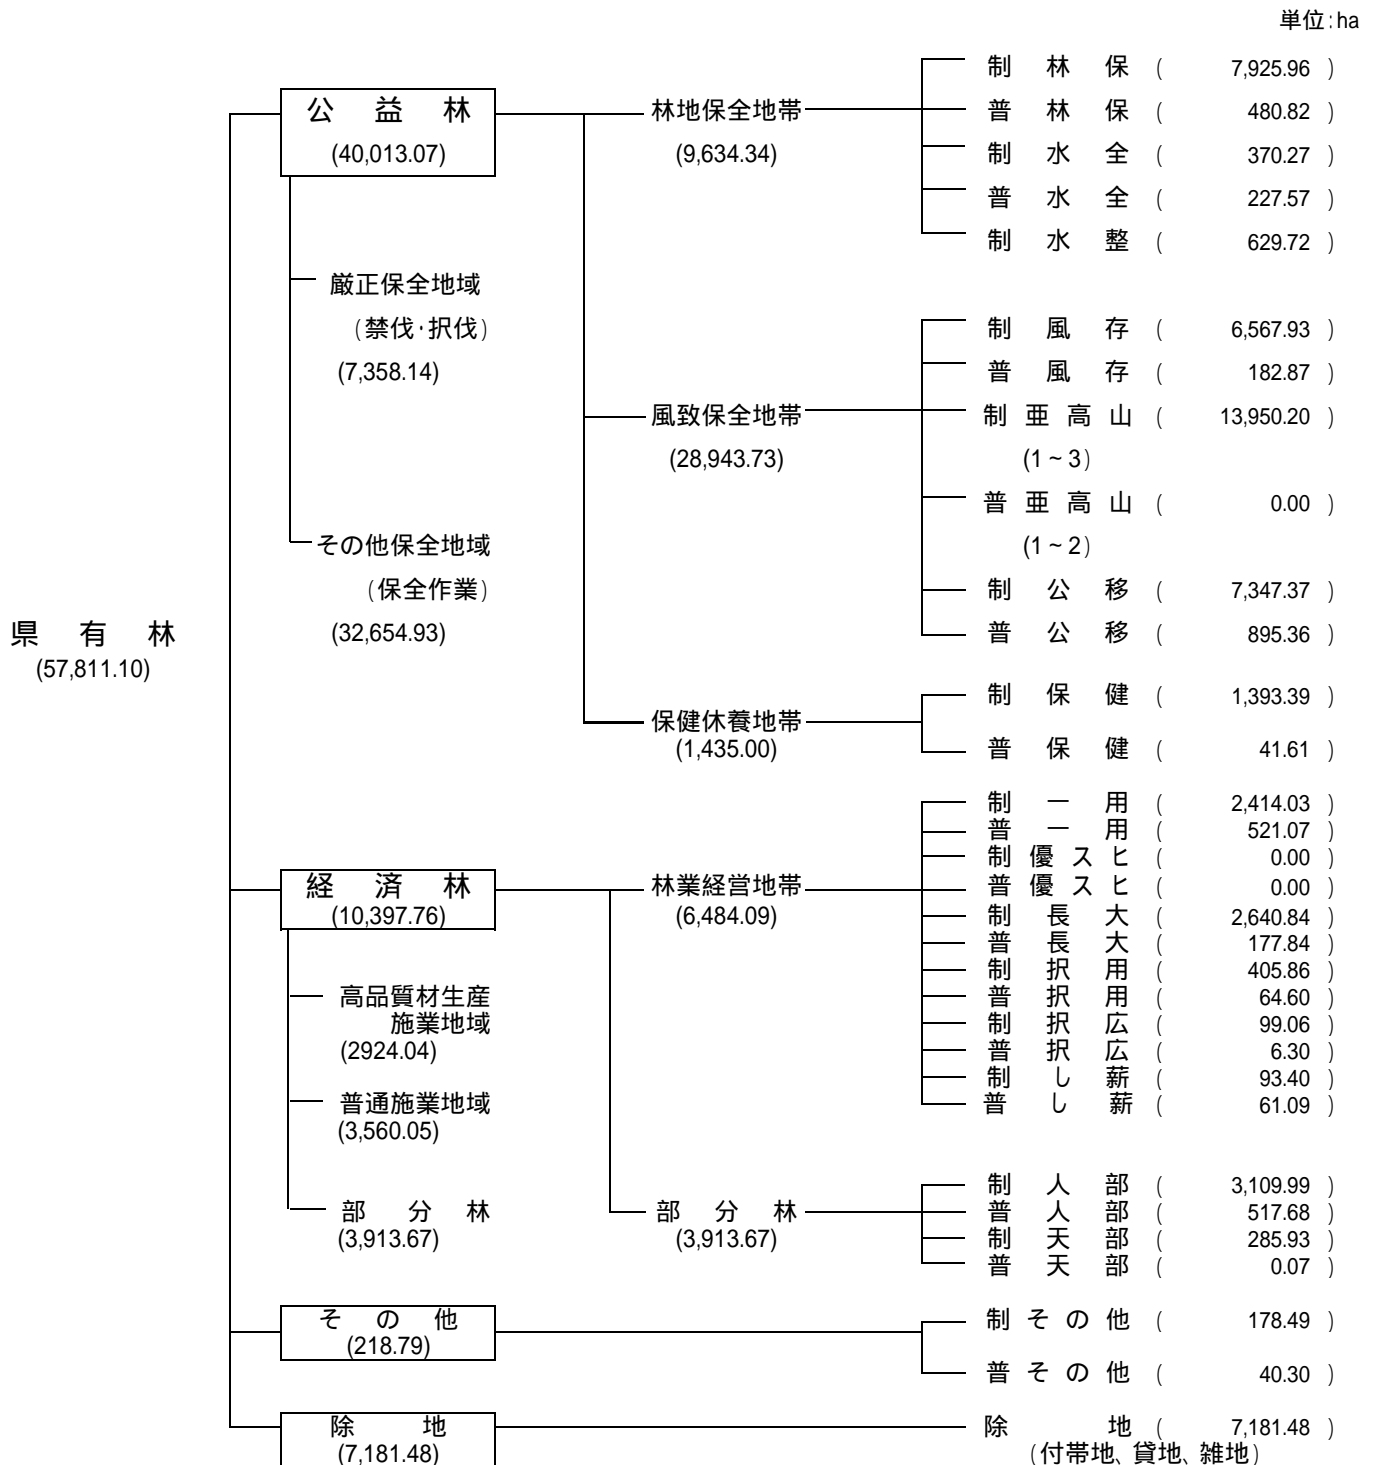 単位:ha
県　有　林
(57,811.10)
公　益　林
(40,013.07)
厳正保全地域
(禁伐・択伐)
(7,358.14)
その他保全地域
(保全作業)
(32,654.93)
林地保全地帯
(9,634.34)
制　林　保 ( 7,925.96 )
普　林　保 ( 480.82 )
制　水　全 ( 370.27 )
普　水　全 ( 227.57 )
制　水　整 ( 629.72 )
風致保全地帯
(28,943.73)
制　風　存 ( 6,567.93 )
普　風　存 ( 182.87 )
制 亜 高 山 ( 13,950.20 )
(1～3)
普 亜 高 山 ( 0.00 )
(1～2)
制　公　移 ( 7,347.37 )
普　公　移 ( 895.36 )
保健休養地帯
(1,435.00)
制　保　健 ( 1,393.39 )
普　保　健 ( 41.61 )
経　済　林
(10,397.76)
高品質材生産
施業地域
(2924.04)
普通施業地域
(3,560.05)
部　分　林
(3,913.67)
林業経営地帯
(6,484.09)
制　一　用 ( 2,414.03 )
普　一　用 ( 521.07 )
制 優 ス ヒ ( 0.00 )
普 優 ス ヒ ( 0.00 )
制　長　大 ( 2,640.84 )
普　長　大 ( 177.84 )
制　択　用 ( 405.86 )
普　択　用 ( 64.60 )
制　択　広 ( 99.06 )
普　択　広 ( 6.30 )
制　し　薪 ( 93.40 )
普　し　薪 ( 61.09 )
部　分　林
(3,913.67)
制　人　部 ( 3,109.99 )
普　人　部 ( 517.68 )
制　天　部 ( 285.93 )
普　天　部 ( 0.07 )
そ　の　他
(218.79)
制 そ の 他 ( 178.49 )
普 そ の 他 ( 40.30 )
除　　地
(7,181.48)
除　　地 ( 7,181.48 )
(付帯地、貸地、雑地)